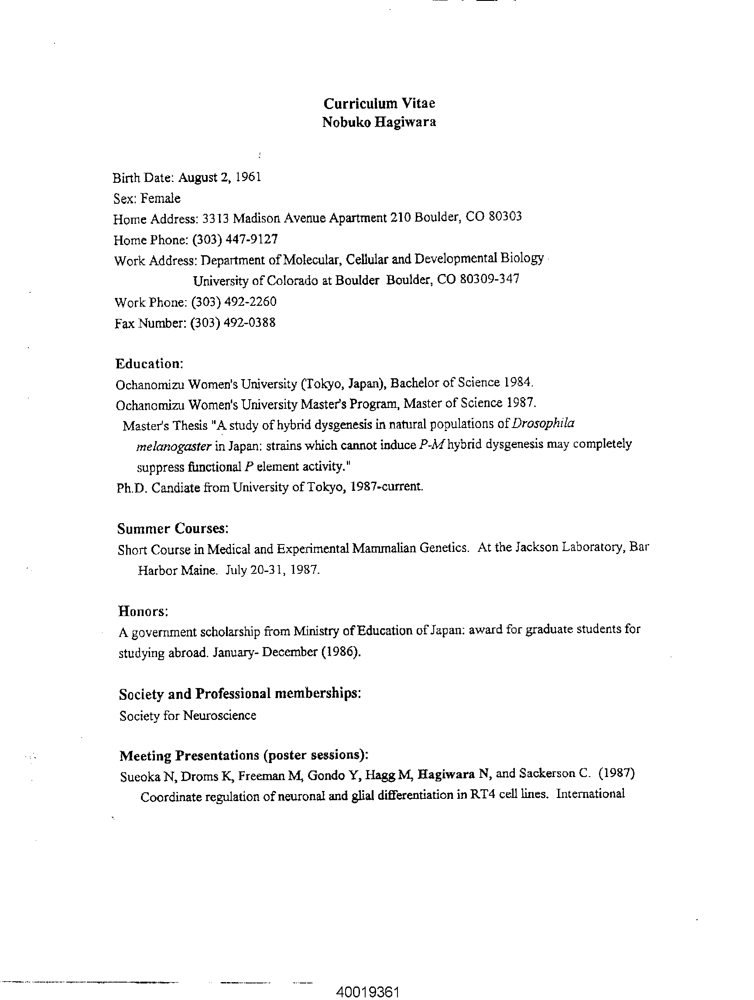 Curriculum Vitae
Nobuko Hagiwara
Birth Date: August 2, 1961
Sex: Female
Home Address: 3313 Madison Avenue Apartment 210 Boulder, CO 80303
Home Phone: (303) 447-9127
Work Address: Department of Molecular, Cellular and Developmental Biology
University of Colorado at Boulder Boulder, CO 80309-347
Work Phone: (303) 492-2260
Fax Number: (303) 492-0388
Education:
Ochanomizu Women's University (Tokyo, Japan), Bachelor of Science 1984.
Ochanomizu Women's University Master's Program, Master of Science 1987.
Master's Thesis "A study of hybrid dysgenesis in natural populations of Drosophila
melanogaster in Japan: strains which cannot induce P-M hybrid dysgenesis may completely
suppress functional P element activity."
Ph.D. Candiate from University of Tokyo, 1987-current.
Summer Courses:
Short Course in Medical and Experimental Mammalian Genetics. At the Jackson Laboratory, Bar
Harbor Maine. July 20-31, 1987.
Honors:
A government scholarship from Ministry of Education of Japan: award for graduate students for
studying abroad. January- December (1986).
Society and Professional memberships:
Society for Neuroscience
Meeting Presentations (poster sessions):
Sueoka N, Droms K, Freeman M, Gondo Y, Hagg M, Hagiwara N, and Sackerson C. (1987)
Coordinate regulation of neuronal and glial differentiation in RT4 cell lines. International
40019361